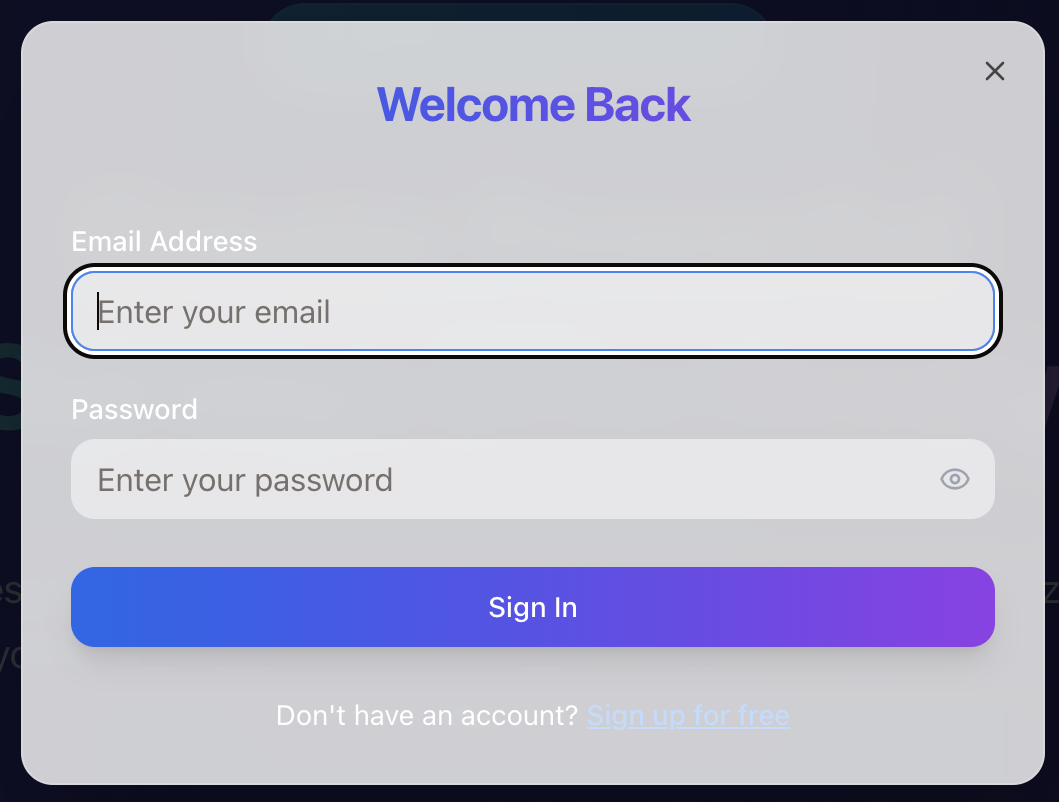 Welcome Back
Email Address
Enter your email
Password
Enter your password
Sign In
Don't have an account? Sign up for free